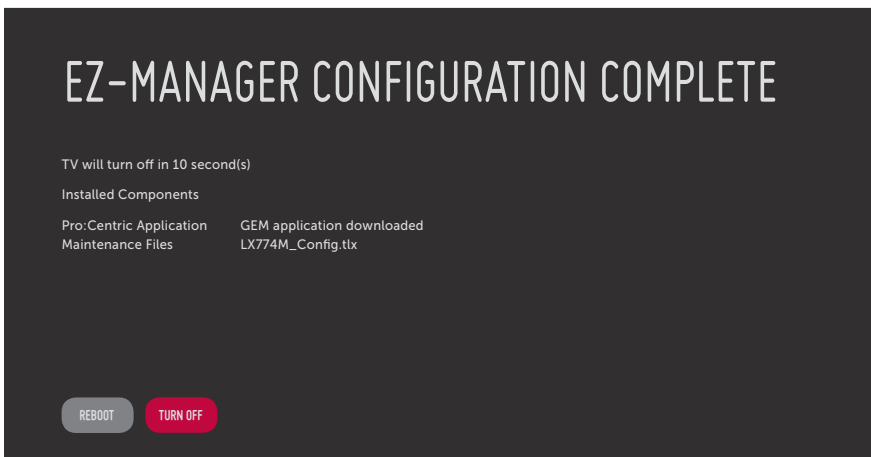 EZ-MANAGER CONFIGURATION COMPLETE
TV will turn off in 10 second(s)
Installed Components
Pro:Centric Application GEM application downloaded
Maintenance Files LX774M_Config.tlx
REBOOT TURN OFF